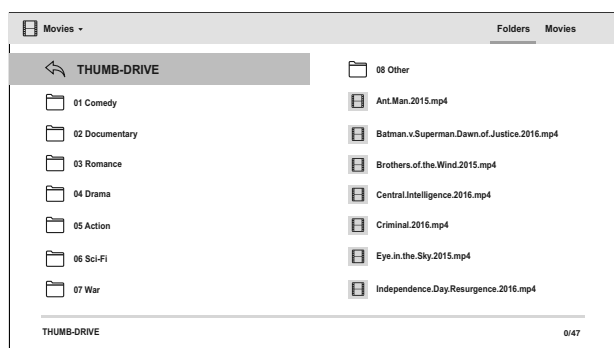 Movies
Folders Movies
THUMB-DRIVE
01 Comedy
02 Documentary
03 Romance
04 Drama
05 Action
06 Sci-Fi
07 War
08 Other
Ant.Man.2015.mp4
Batman.v.Superman.Dawn.of.Justice.2016.mp4
Brothers.of.the.Wind.2015.mp4
Central.Intelligence.2016.mp4
Criminal.2016.mp4
Eye.in.the.Sky.2015.mp4
Independence.Day.Resurgence.2016.mp4
THUMB-DRIVE
0/47